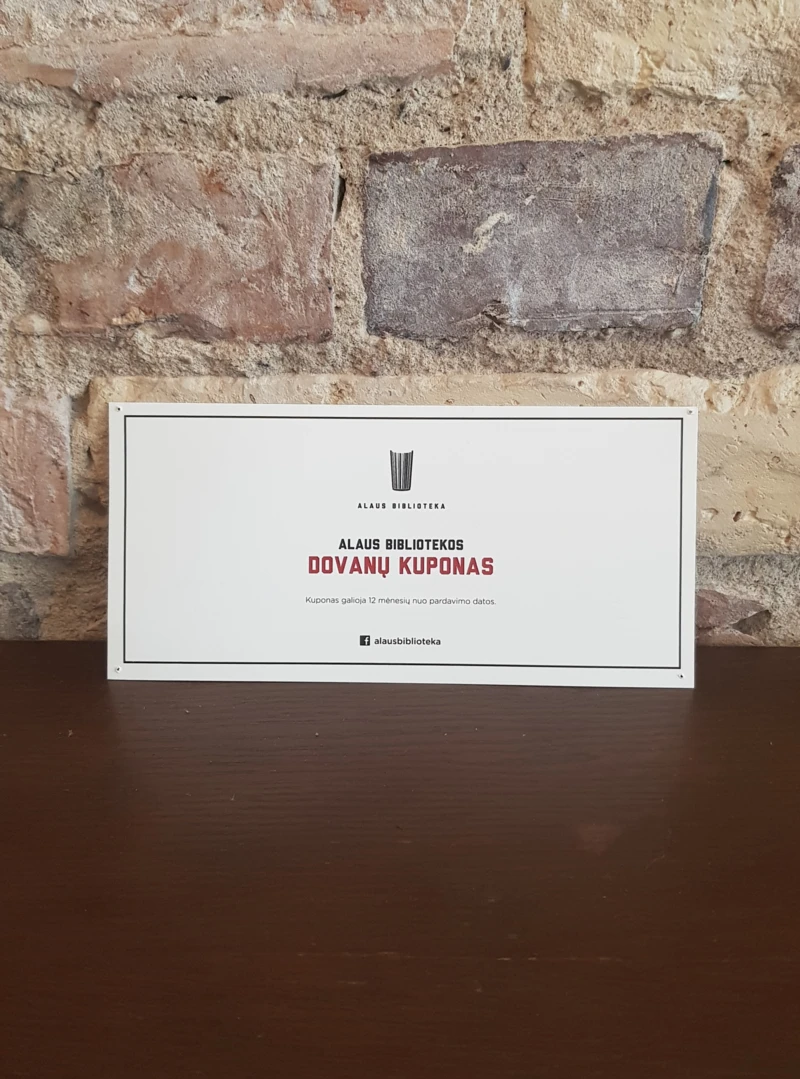 ALAUS BIBLIOTEKA
ALAUS BIBLIOTEKOS
DOVANŲ KUPONAS
Kuponas galioja 12 mėnesių nuo pardavimo datos.
alausbiblioteka